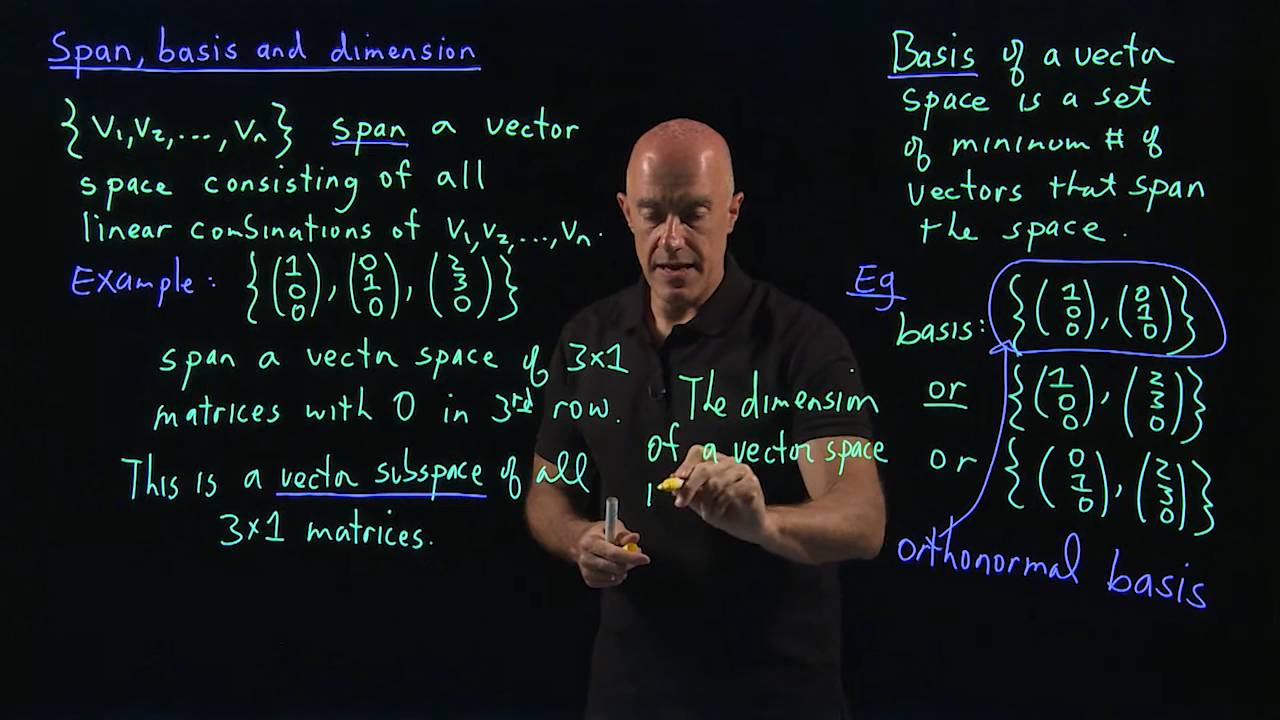 Span, basis and dimension
{v₁,v₂,...,vₙ} span a vector
space consisting of all
linear combinations of v₁,v₂,...,vₙ.
Example: {(1 0 0), (0 1 0), (2 3 0)}
span a vector space of 3×1
matrices with 0 in 3rd row.
This is a vector subspace of all
3×1 matrices.
The dimension
of a vector space
i
Basis of a vector
space is a set
of mininum # of
vectors that span
the space.
Eg
basis: {(1 0 0), (0 1 0)}
or {(1 0 0), (2 3 0)}
or {(0 1 0), (2 3 0)}
orthonormal basis